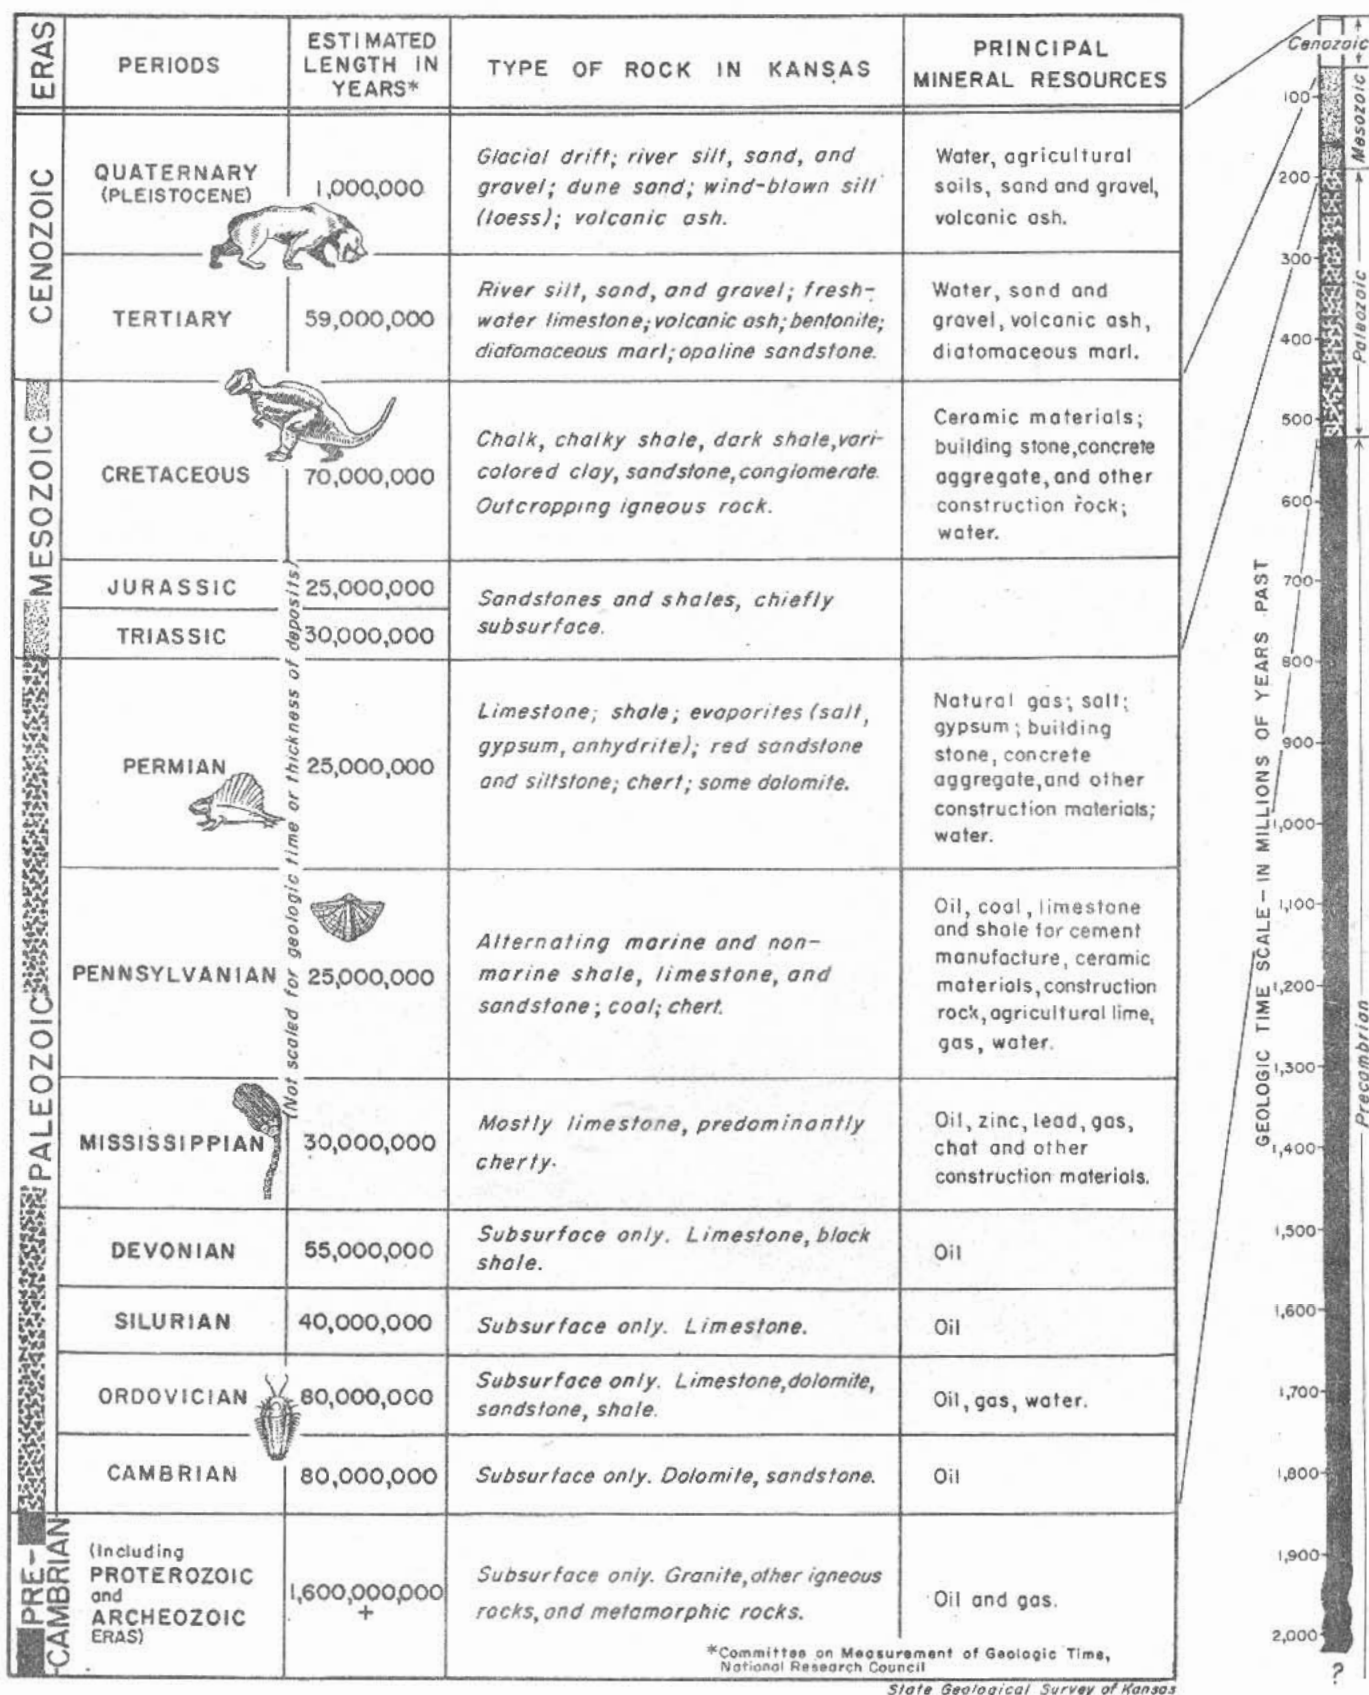 ERAS
PERIODS
ESTIMATED
LENGTH IN
YEARS*
TYPE OF ROCK IN KANSAS
PRINCIPAL
MINERAL RESOURCES
CENOZOIC
QUATERNARY
(PLEISTOCENE)
1,000,000
Glacial drift; river silt, sand, and
gravel; dune sand; wind-blown silt
(loess); volcanic ash.
Water, agricultural
soils, sand and gravel,
volcanic ash.
TERTIARY
59,000,000
River silt, sand, and gravel; fresh-
water limestone; volcanic ash; bentonite;
diatomaceous marl; opaline sandstone.
Water, sand and
gravel, volcanic ash,
diatomaceous marl.
MESOZOIC
CRETACEOUS
70,000,000
Chalk, chalky shale, dark shale, vari-
colored clay, sandstone, conglomerate.
Outcropping igneous rock.
Ceramic materials;
building stone, concrete
aggregate, and other
construction rock;
water.
JURASSIC
25,000,000
TRIASSIC
30,000,000
Sandstones and shales, chiefly
subsurface.
(Not scaled for geologic time or thickness of deposits)
PALEOZOIC
PERMIAN
25,000,000
Limestone; shale; evaporites (salt,
gypsum, anhydrite); red sandstone
and siltstone; chert; some dolomite.
Natural gas; salt;
gypsum; building
stone, concrete
aggregate, and other
construction materials;
water.
PENNSYLVANIAN
25,000,000
Alternating marine and non-
marine shale, limestone, and
sandstone; coal; chert.
Oil, coal, limestone
and shale for cement
manufacture, ceramic
materials, construction
rock, agricultural lime,
gas, water.
MISSISSIPPIAN
30,000,000
Mostly limestone, predominantly
cherty.
Oil, zinc, lead, gas,
chat and other
construction materials.
DEVONIAN
55,000,000
Subsurface only. Limestone, black
shale.
Oil
SILURIAN
40,000,000
Subsurface only. Limestone.
Oil
ORDOVICIAN
80,000,000
Subsurface only. Limestone, dolomite,
sandstone, shale.
Oil, gas, water.
CAMBRIAN
80,000,000
Subsurface only. Dolomite, sandstone.
Oil
PRE-
CAMBRIAN
(Including
PROTEROZOIC
and
ARCHEOZOIC
ERAS)
1,600,000,000
+
Subsurface only. Granite, other igneous
rocks, and metamorphic rocks.
Oil and gas.
*Committee on Measurement of Geologic Time,
National Research Council
State Geological Survey of Kansas
GEOLOGIC TIME SCALE – IN MILLIONS OF YEARS PAST
100
200
300
400
500
600
700
800
900
1,000
1,100
1,200
1,300
1,400
1,500
1,600
1,700
1,800
1,900
2,000
?
Cenozoic
Mesozoic
Paleozoic
Precambrian